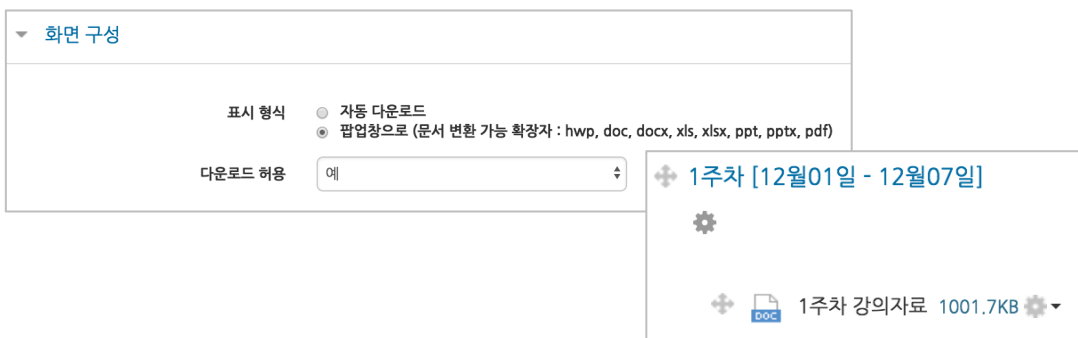 화면 구성
표시 형식
자동 다운로드
팝업창으로 (문서 변환 가능 확장자 : hwp, doc, docx, xls, xlsx, ppt, pptx, pdf)
다운로드 허용
예
1주차 [12월01일 - 12월07일]
DOC
1주차 강의자료 1001.7KB